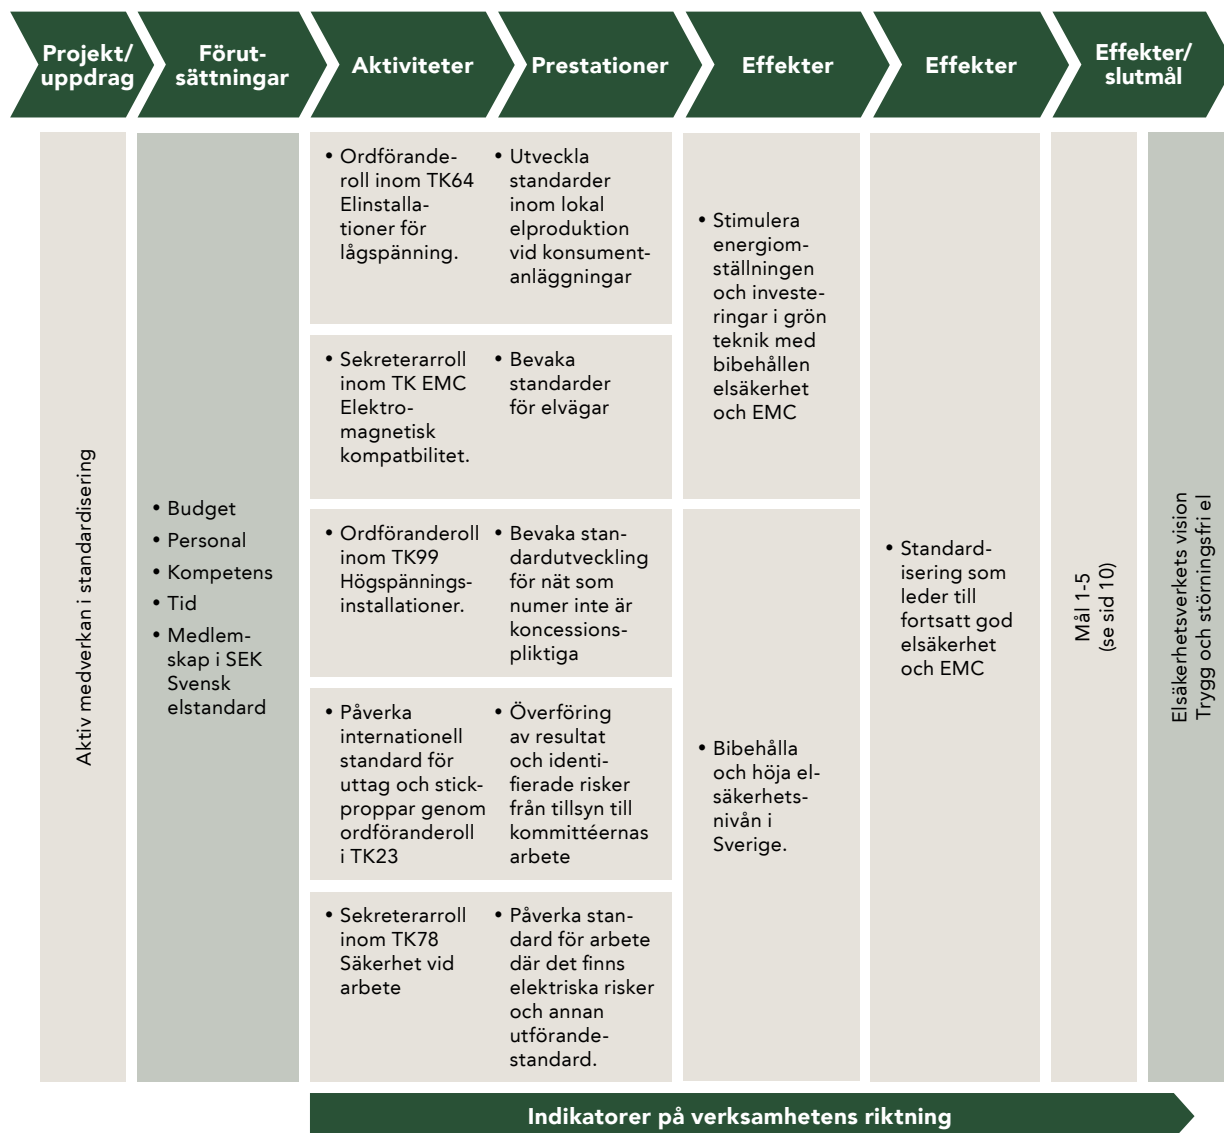 Projekt/
uppdrag
Förut-
sättningar
Aktiviteter
Prestationer
Effekter
Effekter
Effekter/
slutmål
Aktiv medverkan i standardisering
• Budget
• Personal
• Kompetens
• Tid
• Medlem-
skap i SEK
Svensk
elstandard
• Ordförande-
roll inom TK64
Elinstalla-
tioner för
lågspänning.
• Utveckla
standarder
inom lokal
elproduktion
vid konsument-
anläggningar
• Sekreterarroll
inom TK EMC
Elektro-
magnetisk
kompatbilitet.
• Bevaka
standarder
för elvägar
• Ordföranderoll
inom TK99
Högspännings-
installationer.
• Bevaka stan-
dardutveckling
för nät som
numer inte är
koncessions-
pliktiga
• Påverka
internationell
standard för
uttag och stick-
proppar genom
ordföranderoll
i TK23
• Överföring
av resultat
och identi-
fierade risker
från tillsyn till
kommittéernas
arbete
• Sekreterarroll
inom TK78
Säkerhet vid
arbete
• Påverka stan-
dard för arbete
där det finns
elektriska risker
och annan
utförande-
standard.
• Stimulera
energiom-
ställningen
och investe-
ringar i grön
teknik med
bibehållen
elsäkerhet
och EMC
• Bibehålla
och höja el-
säkerhets-
nivån i
Sverige.
• Standard-
isering som
leder till
fortsatt god
elsäkerhet
och EMC
Mål 1-5
(se sid 10)
Elsäkerhetsverkets vision
Trygg och störningsfri el
Indikatorer på verksamhetens riktning